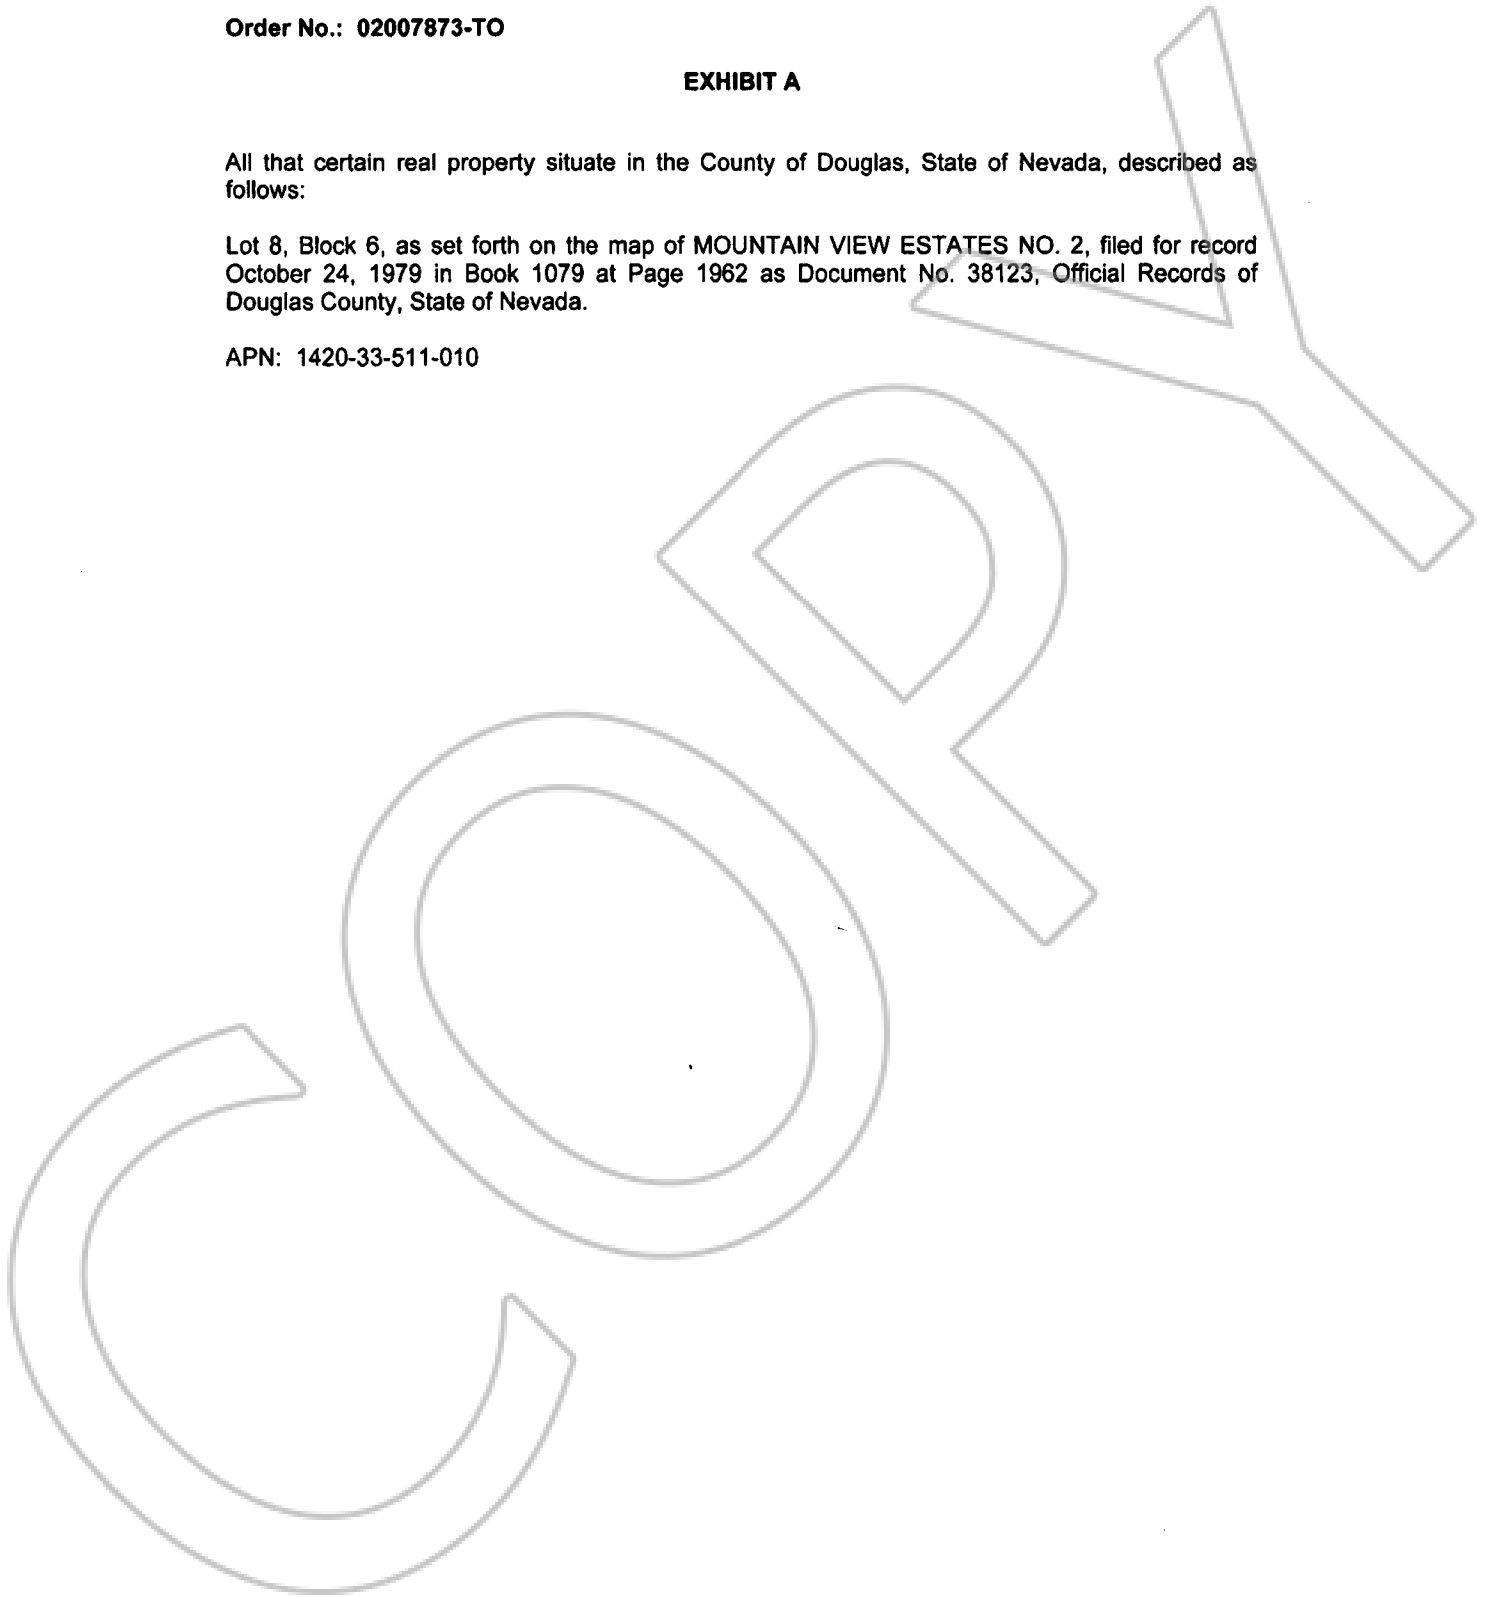 Order No.: 02007873-TO
EXHIBIT A
All that certain real property situate in the County of Douglas, State of Nevada, described as
follows:
Lot 8, Block 6, as set forth on the map of MOUNTAIN VIEW ESTATES NO. 2, filed for record
October 24, 1979 in Book 1079 at Page 1962 as Document No. 38123, Official Records of
Douglas County, State of Nevada.
APN: 1420-33-511-010
COPY